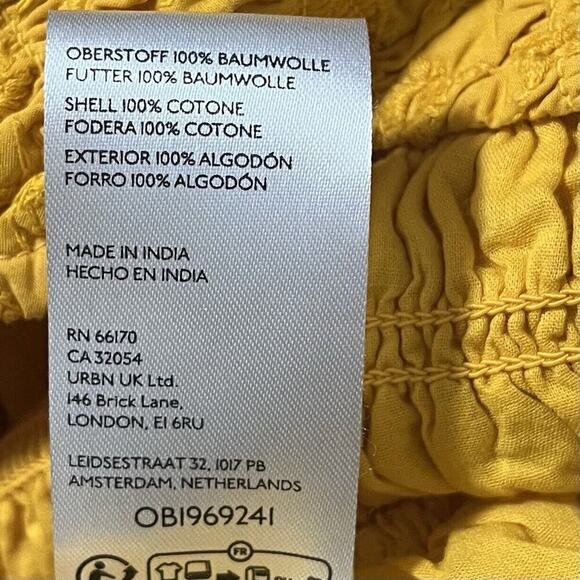 OBERSTOFF 100% BAUMWOLLE
FUTTER 100% BAUMWOLLE
SHELL 100% COTONE
FODERA 100% COTONE
EXTERIOR 100% ALGODÓN
FORRO 100% ALGODÓN
MADE IN INDIA
HECHO EN INDIA
RN 66170
CA 32054
URBN UK Ltd.
146 Brick Lane,
LONDON, E1 6RU
LEIDSESTRAAT 32, 1017 PB
AMSTERDAM, NETHERLANDS
OB1969241
FR